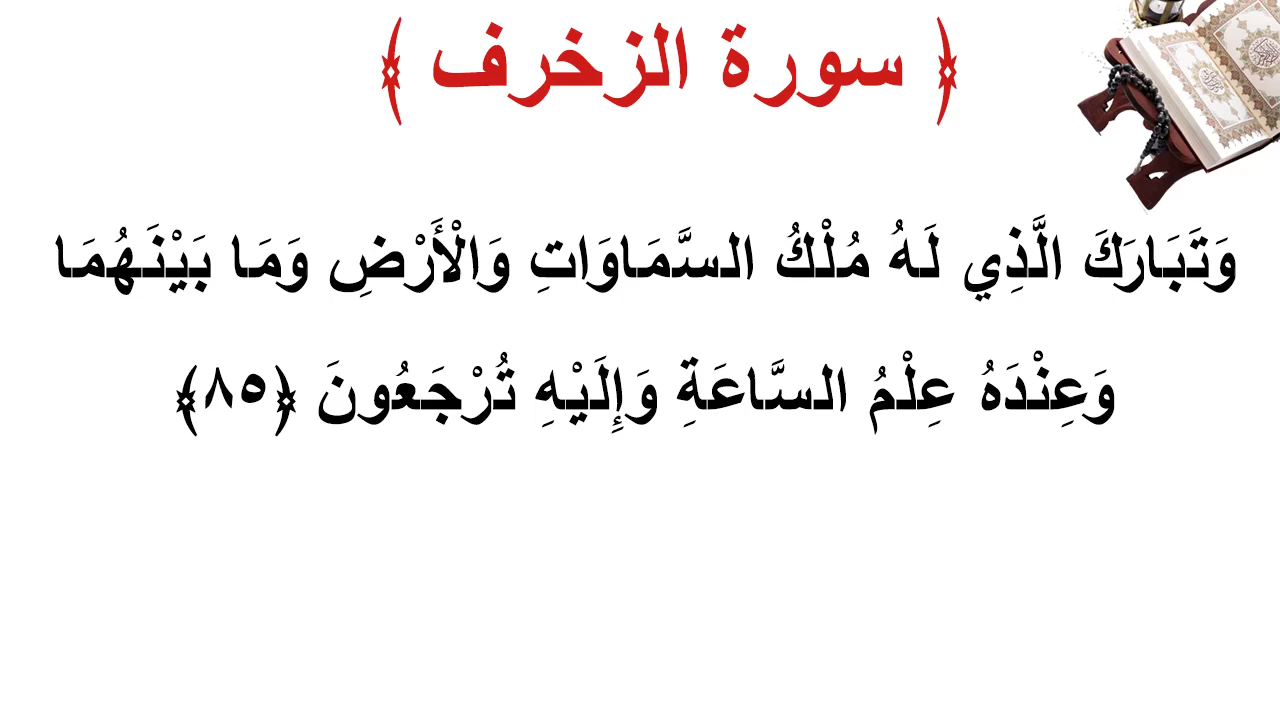 ﴿ سورة الزخرف ﴾
وَتَبَارَكَ الَّذِي لَهُ مُلْكُ السَّمَاوَاتِ وَالْأَرْضِ وَمَا بَيْنَهُمَا
وَعِنْدَهُ عِلْمُ السَّاعَةِ وَإِلَيْهِ تُرْجَعُونَ ﴿٨٥﴾